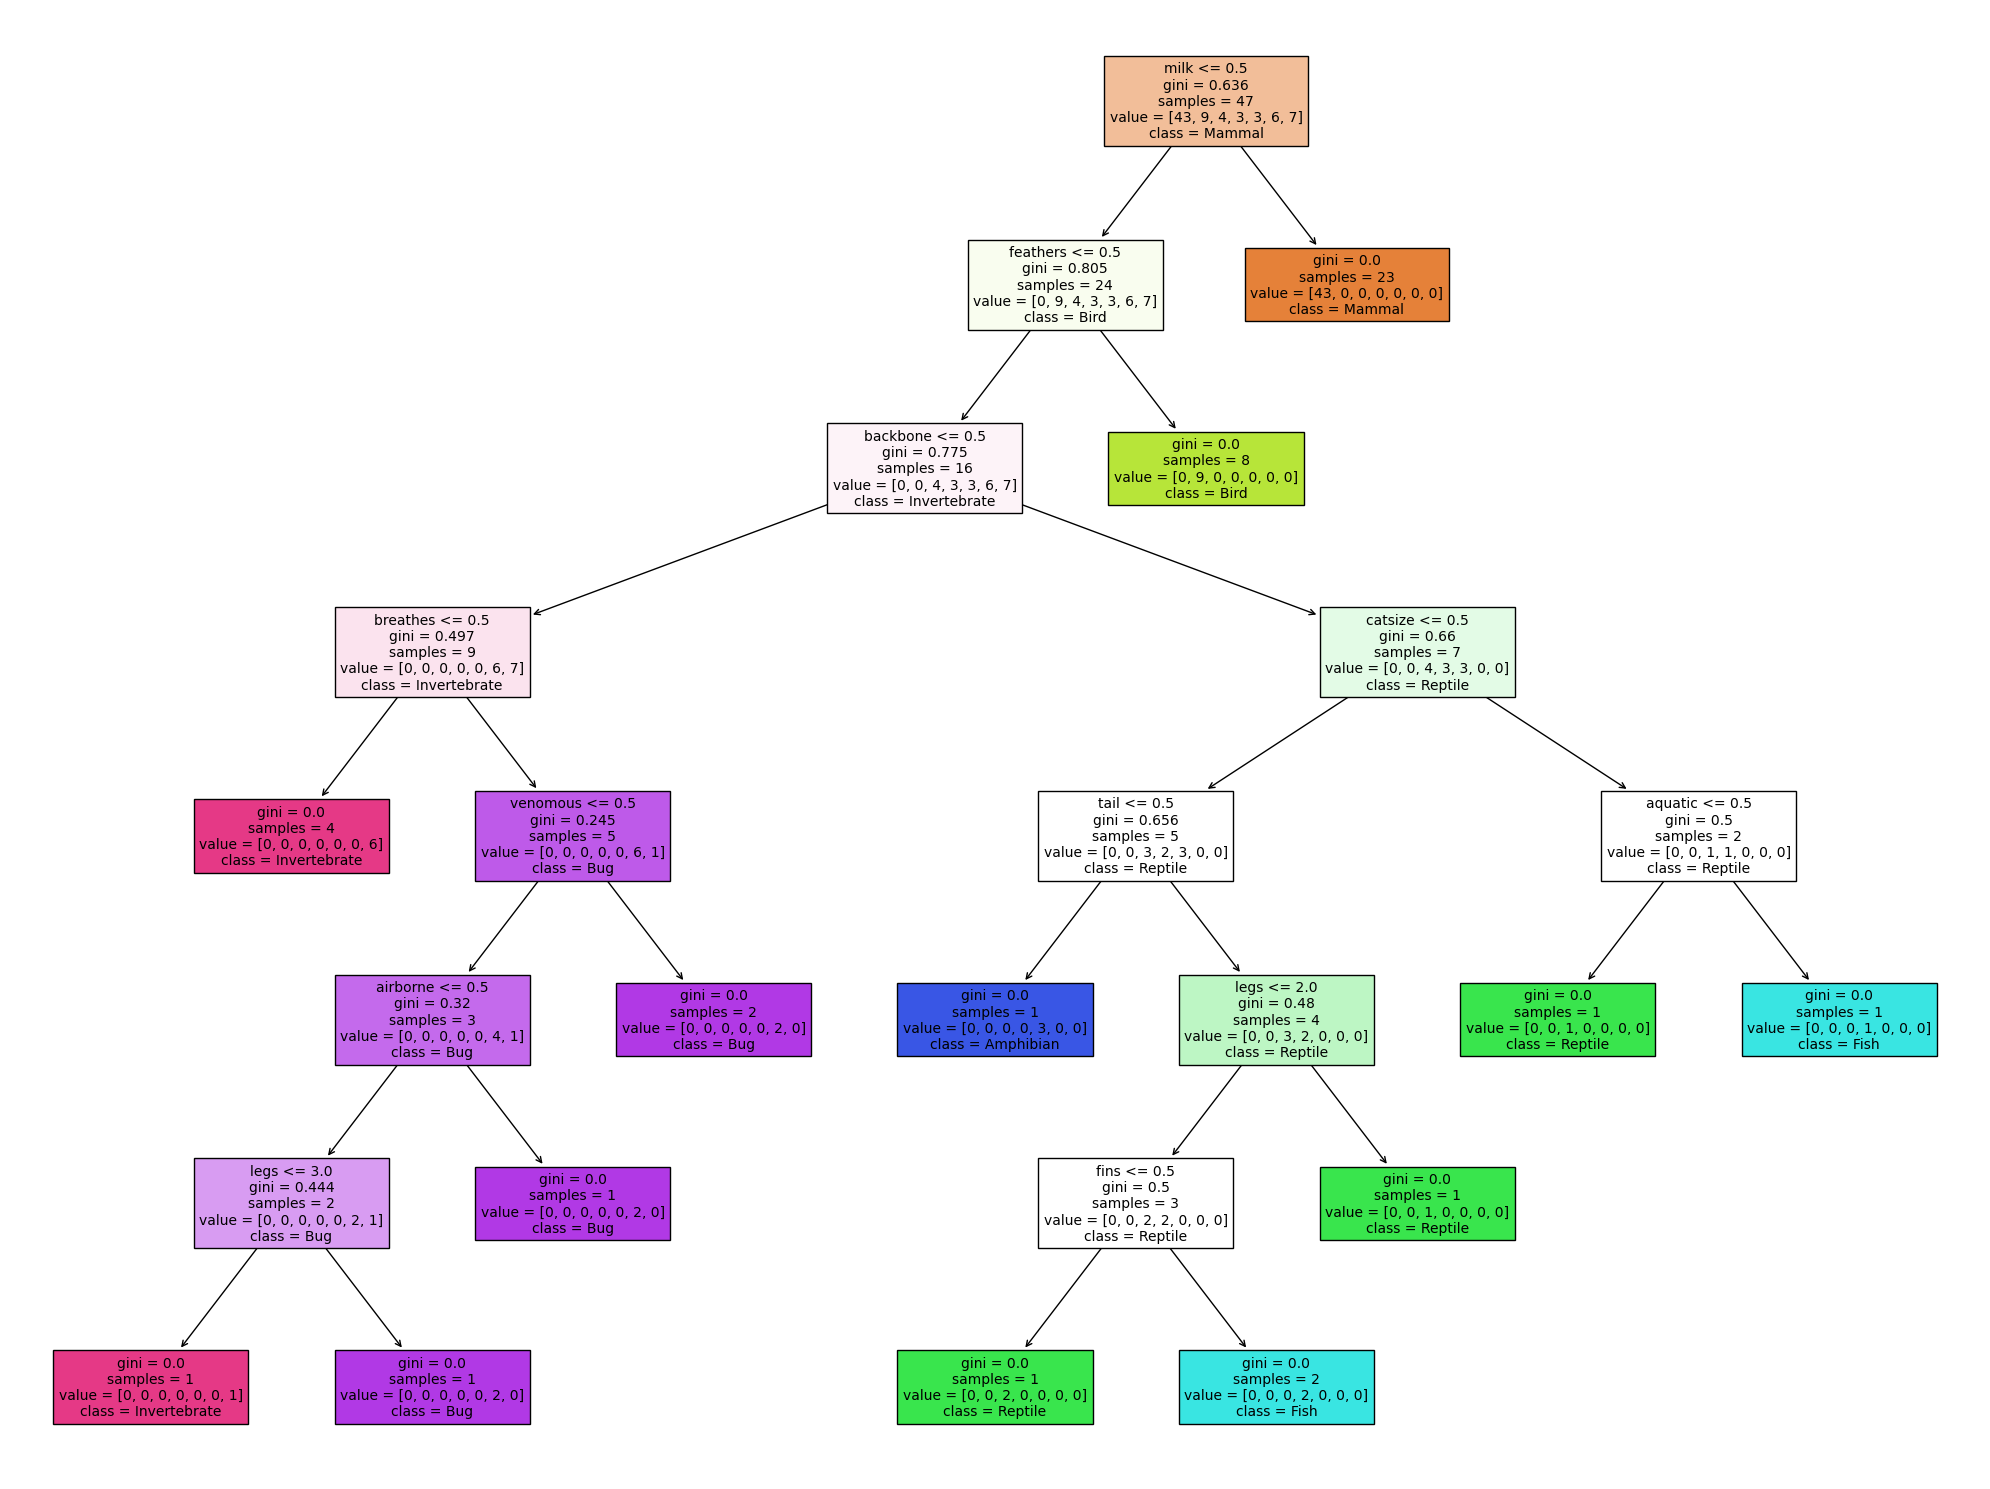 milk <= 0.5
gini = 0.636
samples = 47
value = [43, 9, 4, 3, 3, 6, 7]
class = Mammal
feathers <= 0.5
gini = 0.805
samples = 24
value = [0, 9, 4, 3, 3, 6, 7]
class = Bird
gini = 0.0
samples = 23
value = [43, 0, 0, 0, 0, 0, 0]
class = Mammal
backbone <= 0.5
gini = 0.775
samples = 16
value = [0, 0, 4, 3, 3, 6, 7]
class = Invertebrate
gini = 0.0
samples = 8
value = [0, 9, 0, 0, 0, 0, 0]
class = Bird
breathes <= 0.5
gini = 0.497
samples = 9
value = [0, 0, 0, 0, 0, 6, 7]
class = Invertebrate
catsize <= 0.5
gini = 0.66
samples = 7
value = [0, 0, 4, 3, 3, 0, 0]
class = Reptile
gini = 0.0
samples = 4
value = [0, 0, 0, 0, 0, 0, 6]
class = Invertebrate
venomous <= 0.5
gini = 0.245
samples = 5
value = [0, 0, 0, 0, 0, 6, 1]
class = Bug
tail <= 0.5
gini = 0.656
samples = 5
value = [0, 0, 3, 2, 3, 0, 0]
class = Reptile
aquatic <= 0.5
gini = 0.5
samples = 2
value = [0, 0, 1, 1, 0, 0, 0]
class = Reptile
airborne <= 0.5
gini = 0.32
samples = 3
value = [0, 0, 0, 0, 0, 4, 1]
class = Bug
gini = 0.0
samples = 2
value = [0, 0, 0, 0, 0, 2, 0]
class = Bug
gini = 0.0
samples = 1
value = [0, 0, 0, 0, 3, 0, 0]
class = Amphibian
legs <= 2.0
gini = 0.48
samples = 4
value = [0, 0, 3, 2, 0, 0, 0]
class = Reptile
gini = 0.0
samples = 1
value = [0, 0, 1, 0, 0, 0, 0]
class = Reptile
gini = 0.0
samples = 1
value = [0, 0, 0, 1, 0, 0, 0]
class = Fish
legs <= 3.0
gini = 0.444
samples = 2
value = [0, 0, 0, 0, 0, 2, 1]
class = Bug
gini = 0.0
samples = 1
value = [0, 0, 0, 0, 0, 2, 0]
class = Bug
fins <= 0.5
gini = 0.5
samples = 3
value = [0, 0, 2, 2, 0, 0, 0]
class = Reptile
gini = 0.0
samples = 1
value = [0, 0, 1, 0, 0, 0, 0]
class = Reptile
gini = 0.0
samples = 1
value = [0, 0, 0, 0, 0, 0, 1]
class = Invertebrate
gini = 0.0
samples = 1
value = [0, 0, 0, 0, 0, 2, 0]
class = Bug
gini = 0.0
samples = 1
value = [0, 0, 2, 0, 0, 0, 0]
class = Reptile
gini = 0.0
samples = 2
value = [0, 0, 0, 2, 0, 0, 0]
class = Fish